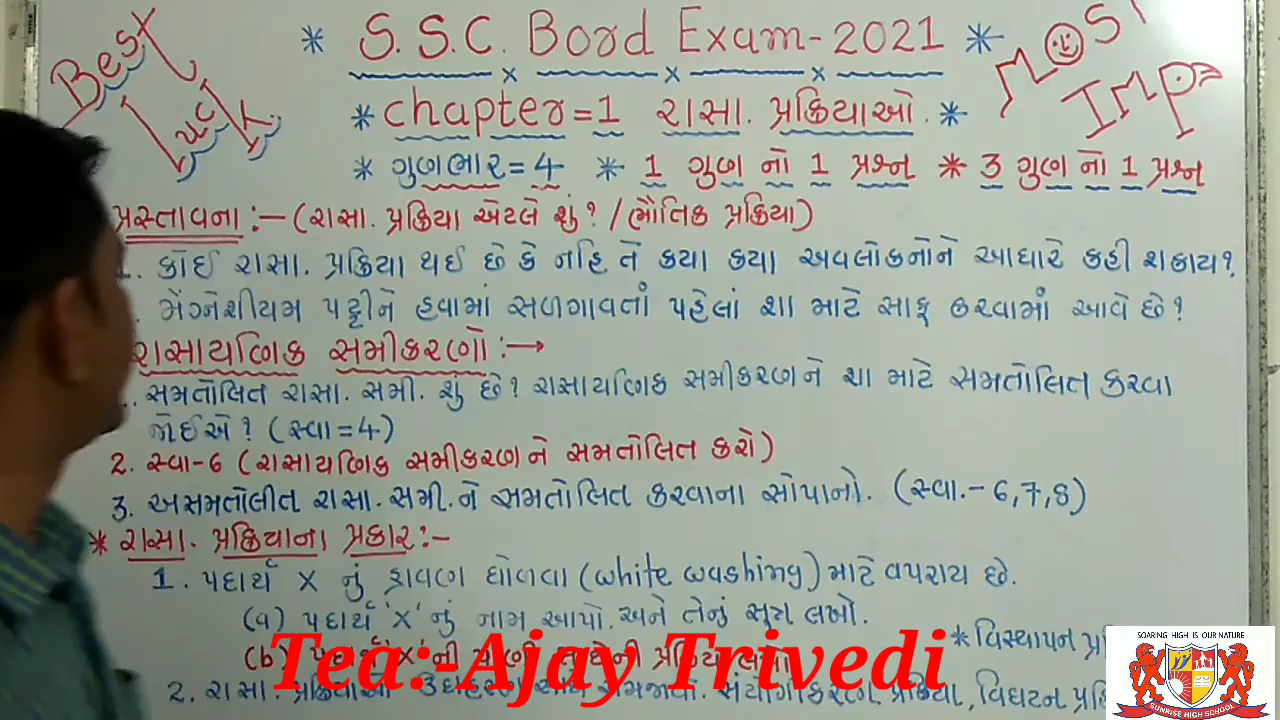 Best Luck.
* S.S.C. Bord Exam-2021 *
Most Imp
* chapter=1 રાસા. પ્રક્રિયાઓ. *
* ગુણભાર=4 * 1 ગુણ નો 1 પ્રશ્ન * 3 ગુણ નો 1 પ્રશ્ન
પ્રસ્તાવના :- (રાસા. પ્રક્રિયા એટલે શું? / ભૌતિક પ્રક્રિયા)
1. કોઈ રાસા. પ્રક્રિયા થઈ છે કે નહિ તે કયા કયા અવલોકનોને આધારે કહી શકાય?
મેગ્નેશીયમ પટ્ટીને હવામાં સળગાવતાં પહેલાં શા માટે સાફ કરવામાં આવે છે?
રાસાયણિક સમીકરણો :→
સમતોલિત રાસા. સમી. શું છે? રાસાયણિક સમીકરણને શા માટે સમતોલિત કરવા
જોઈએ? (સ્વા=4)
2. સ્વા-6 (રાસાયણિક સમીકરણને સમતોલિત કરો)
3. અસમતોલીત રાસા. સમી. ને સમતોલિત કરવાના સોપાનો. (સ્વા.- 6,7,8)
* રાસા. પ્રક્રિયાના પ્રકાર:-
1. પદાર્થ X નું દ્રાવણ ધોળવા (white washing) માટે વપરાય છે.
(a) પદાર્થ 'X' નું નામ આપો. અને તેનું સૂત્ર લખો.
* વિસ્થાપન
(b) પદાર્થ 'X' ની
Tea:-Ajay Trivedi
2. રાસા. પ્રક્રિયાઓ સમજાવો. સંયોગીકરણ પ્રક્રિયા, વિઘટન
SOARING HIGH IS OUR NATURE
SUNRISE HIGH SCHOOL